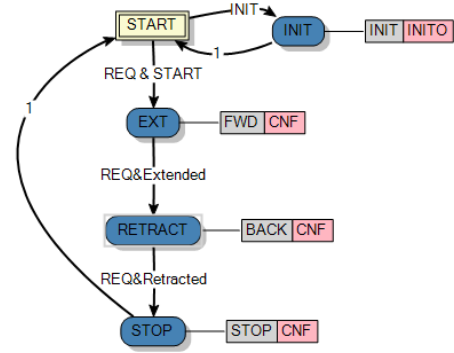 START
INIT
INIT
INIT INITO
1
REQ & START
1
EXT
FWD CNF
REQ&Extended
RETRACT
BACK CNF
REQ&Retracted
STOP
STOP CNF